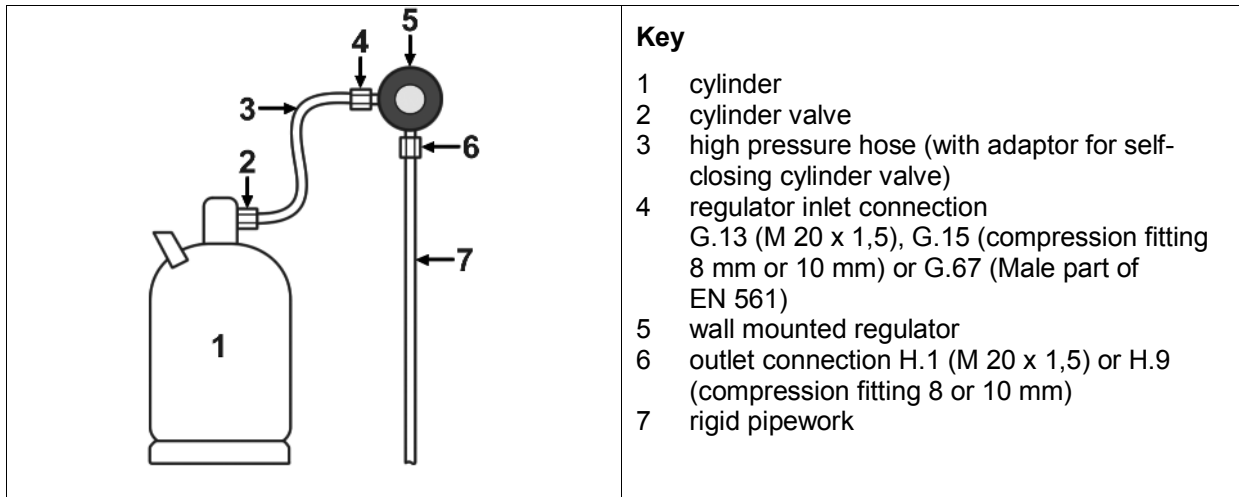 5
4
3
6
2
7
1
Key
1 cylinder
2 cylinder valve
3 high pressure hose (with adaptor for self-
closing cylinder valve)
4 regulator inlet connection
G.13 (M 20 x 1,5), G.15 (compression fitting
8 mm or 10 mm) or G.67 (Male part of
EN 561)
5 wall mounted regulator
6 outlet connection H.1 (M 20 x 1,5) or H.9
(compression fitting 8 or 10 mm)
7 rigid pipework